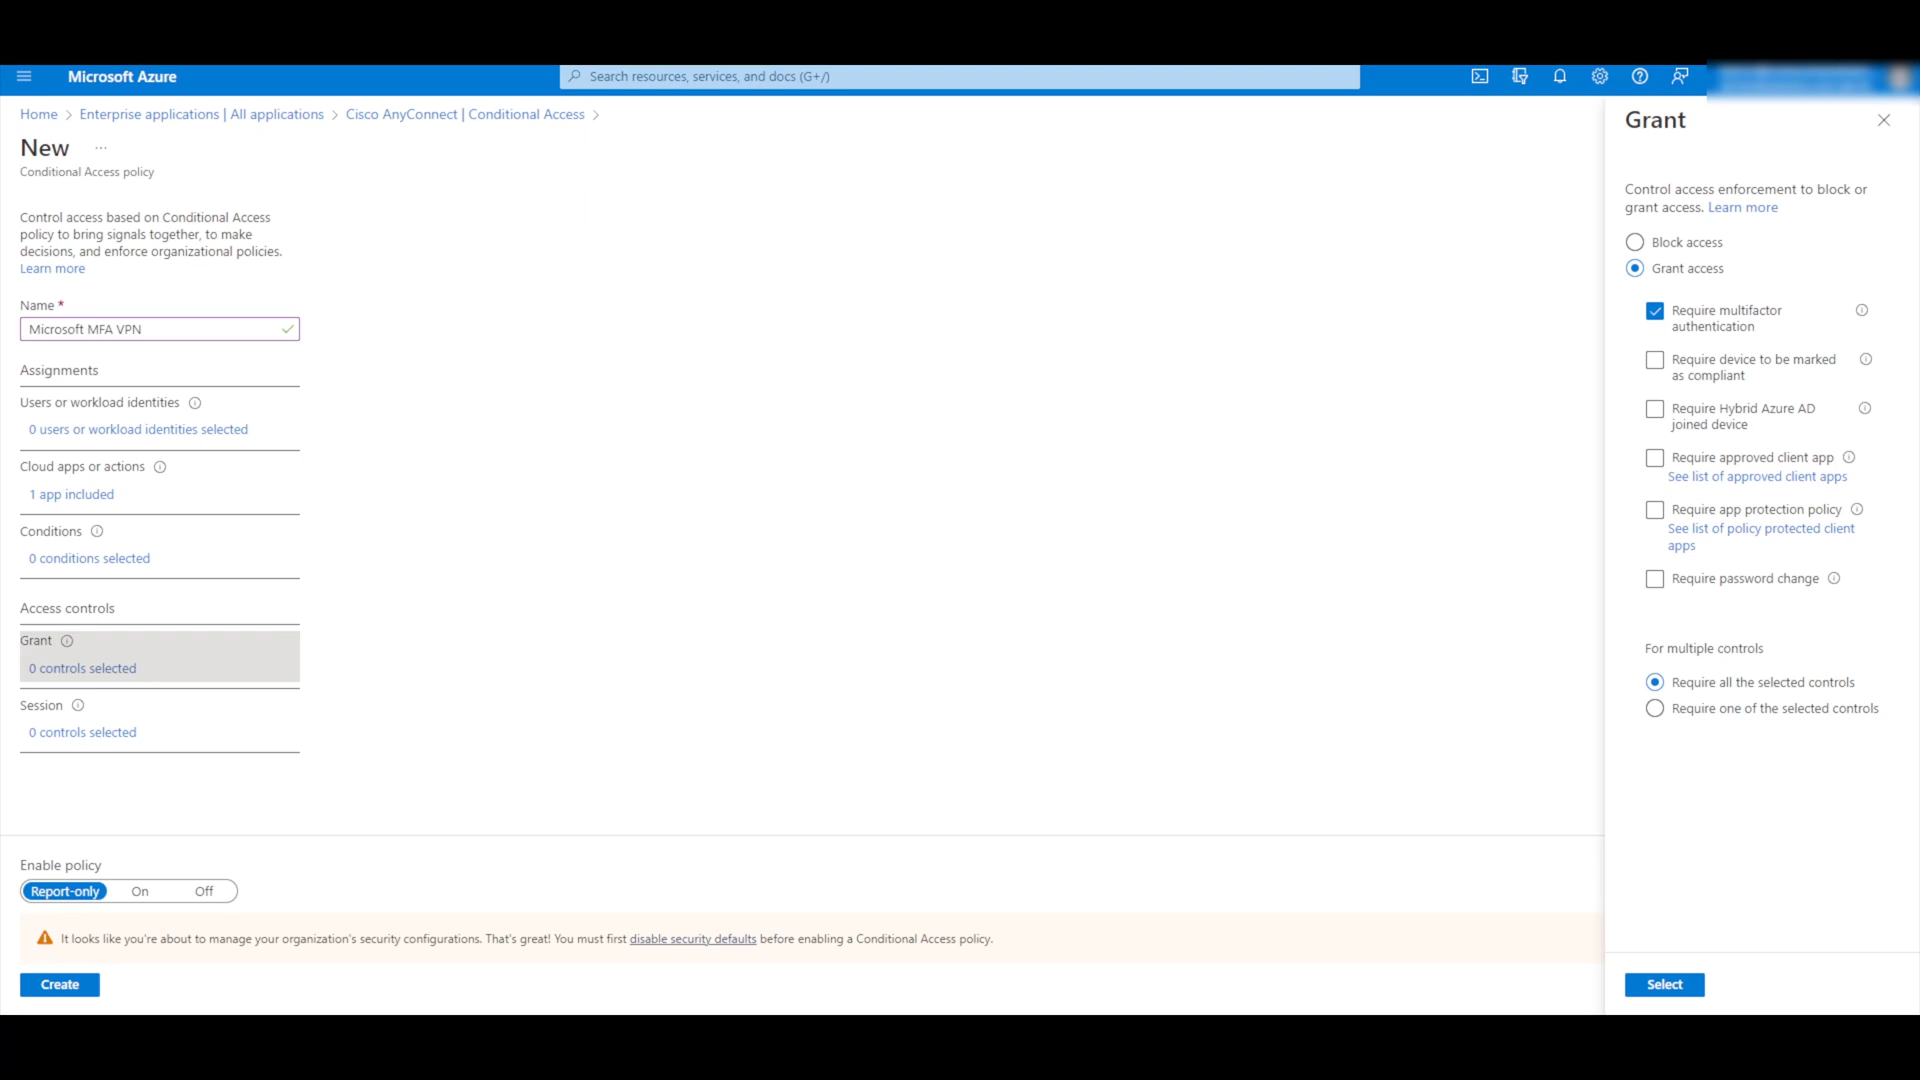 Microsoft Azure
Search resources, services, and docs (G+/)
Home > Enterprise applications | All applications > Cisco AnyConnect | Conditional Access >
New ...
Conditional Access policy
Control access based on Conditional Access
policy to bring signals together, to make
decisions, and enforce organizational policies.
Learn more
Name *
Microsoft MFA VPN
Assignments
Users or workload identities
0 users or workload identities selected
Cloud apps or actions
1 app included
Conditions
0 conditions selected
Access controls
Grant
0 controls selected
Session
0 controls selected
Enable policy
Report-only On Off
It looks like you're about to manage your organization's security configurations. That's great! You must first disable security defaults before enabling a Conditional Access policy.
Create
Grant
Control access enforcement to block or
grant access. Learn more
Block access
Grant access
Require multifactor
authentication
Require device to be marked
as compliant
Require Hybrid Azure AD
joined device
Require approved client app
See list of approved client apps
Require app protection policy
See list of policy protected client
apps
Require password change
For multiple controls
Require all the selected controls
Require one of the selected controls
Select